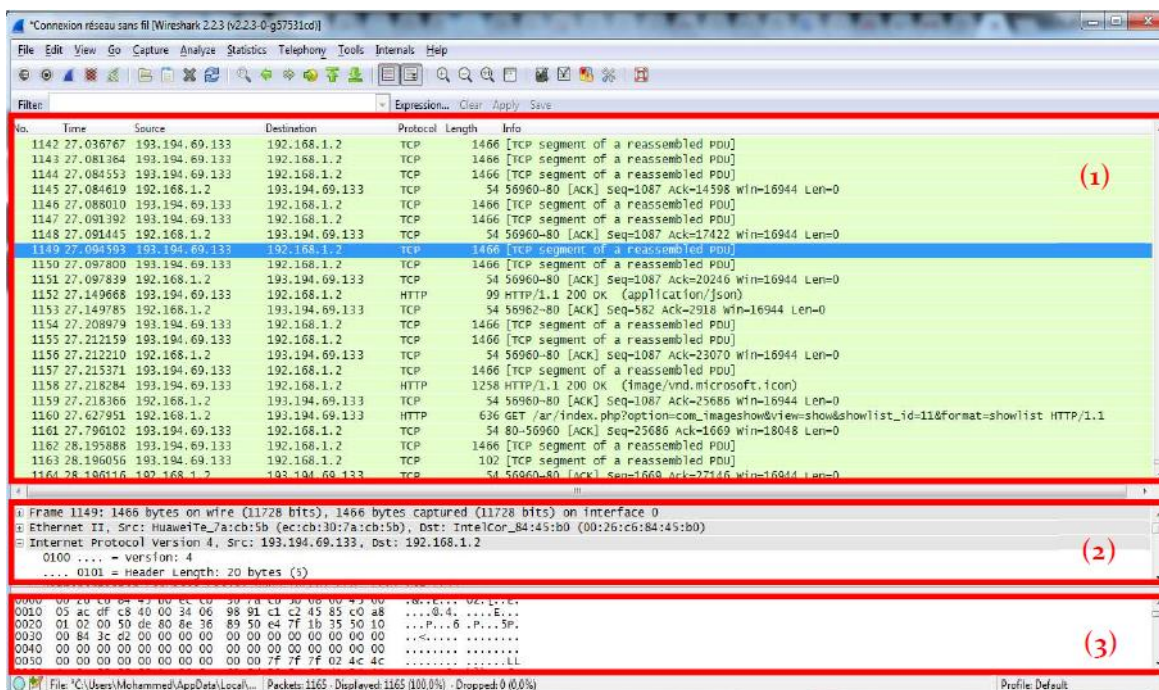 *Connexion réseau sans fil [Wireshark 2.2.3 (v2.2.3-0-g57531cd)]
File Edit View Go Capture Analyze Statistics Telephony Tools Internals Help
Filter: Expression... Clear Apply Save
No. Time Source Destination Protocol Length Info
1142 27.036767 193.194.69.133 192.168.1.2 TCP 1466 [TCP segment of a reassembled PDU]
1143 27.081364 193.194.69.133 192.168.1.2 TCP 1466 [TCP segment of a reassembled PDU]
1144 27.084553 193.194.69.133 192.168.1.2 TCP 1466 [TCP segment of a reassembled PDU]
1145 27.084619 192.168.1.2 193.194.69.133 TCP 54 56960→80 [ACK] Seq=1087 Ack=14598 Win=16944 Len=0
1146 27.088010 193.194.69.133 192.168.1.2 TCP 1466 [TCP segment of a reassembled PDU]
1147 27.091392 193.194.69.133 192.168.1.2 TCP 1466 [TCP segment of a reassembled PDU]
1148 27.091445 192.168.1.2 193.194.69.133 TCP 54 56960→80 [ACK] Seq=1087 Ack=17422 Win=16944 Len=0
1149 27.094593 193.194.69.133 192.168.1.2 TCP 1466 [TCP segment of a reassembled PDU]
1150 27.097800 193.194.69.133 192.168.1.2 TCP 1466 [TCP segment of a reassembled PDU]
1151 27.097839 192.168.1.2 193.194.69.133 TCP 54 56960→80 [ACK] Seq=1087 Ack=20246 Win=16944 Len=0
1152 27.149668 193.194.69.133 192.168.1.2 HTTP 99 HTTP/1.1 200 OK (application/json)
1153 27.149785 192.168.1.2 193.194.69.133 TCP 54 56962→80 [ACK] Seq=582 Ack=2918 Win=16944 Len=0
1154 27.208979 193.194.69.133 192.168.1.2 TCP 1466 [TCP segment of a reassembled PDU]
1155 27.212159 193.194.69.133 192.168.1.2 TCP 1466 [TCP segment of a reassembled PDU]
1156 27.212210 192.168.1.2 193.194.69.133 TCP 54 56960→80 [ACK] Seq=1087 Ack=23070 Win=16944 Len=0
1157 27.215371 193.194.69.133 192.168.1.2 TCP 1466 [TCP segment of a reassembled PDU]
1158 27.218284 193.194.69.133 192.168.1.2 HTTP 1258 HTTP/1.1 200 OK (image/vnd.microsoft.icon)
1159 27.218366 192.168.1.2 193.194.69.133 TCP 54 56960→80 [ACK] Seq=1087 Ack=25686 Win=16944 Len=0
1160 27.627951 192.168.1.2 193.194.69.133 HTTP 636 GET /ar/index.php?option=com_imageshow&view=show&showlist_id=11&format=showlist HTTP/1.1
1161 27.796102 193.194.69.133 192.168.1.2 TCP 54 80→56960 [ACK] Seq=25686 Ack=1669 Win=18048 Len=0
1162 28.195888 193.194.69.133 192.168.1.2 TCP 1466 [TCP segment of a reassembled PDU]
1163 28.196056 193.194.69.133 192.168.1.2 TCP 102 [TCP segment of a reassembled PDU]
1164 28.196116 192.168.1.2 193.194.69.133 TCP 54 56960→80 [ACK] Seq=1669 Ack=27146 Win=16944 Len=0
(1)
Frame 1149: 1466 bytes on wire (11728 bits), 1466 bytes captured (11728 bits) on interface 0
Ethernet II, Src: HuaweiTe_7a:cb:5b (ec:cb:30:7a:cb:5b), Dst: IntelCor_84:45:b0 (00:26:c6:84:45:b0)
Internet Protocol Version 4, Src: 193.194.69.133, Dst: 192.168.1.2
0100 .... = Version: 4
.... 0101 = Header Length: 20 bytes (5)
(2)
0010 05 ac df c8 40 00 34 06 98 91 c1 c2 45 85 c0 a8 ....@.4. ....E...
0020 01 02 00 50 de 80 8e 36 89 50 e4 7f 1b 35 50 10 ...P...6 .P...5P.
0030 00 84 3c d2 00 00 00 00 00 00 00 00 00 00 00 00 ..<..... ........
0040 00 00 00 00 00 00 00 00 00 00 00 00 00 00 00 00 ........ ........
0050 00 00 00 00 00 00 00 00 00 7f 7f 7f 02 4c 4c ........ ......LL
(3)
File: "C:\Users\Mohammed\AppData\Local\... Packets: 1165 · Displayed: 1165 (100,0%) · Dropped: 0 (0,0%) Profile: Default